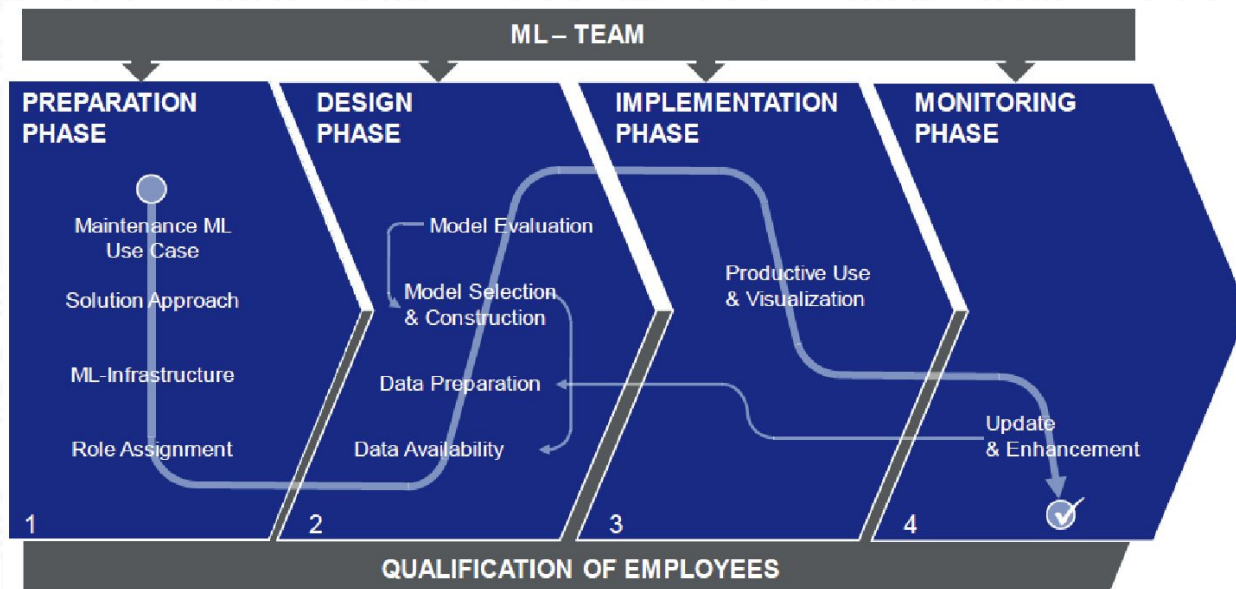 ML – TEAM
PREPARATION
PHASE
Maintenance ML
Use Case
Solution Approach
ML-Infrastructure
Role Assignment
1
DESIGN
PHASE
Model Evaluation
Model Selection
& Construction
Data Preparation
Data Availability
2
IMPLEMENTATION
PHASE
Productive Use
& Visualization
3
MONITORING
PHASE
Update
& Enhancement
4
QUALIFICATION OF EMPLOYEES